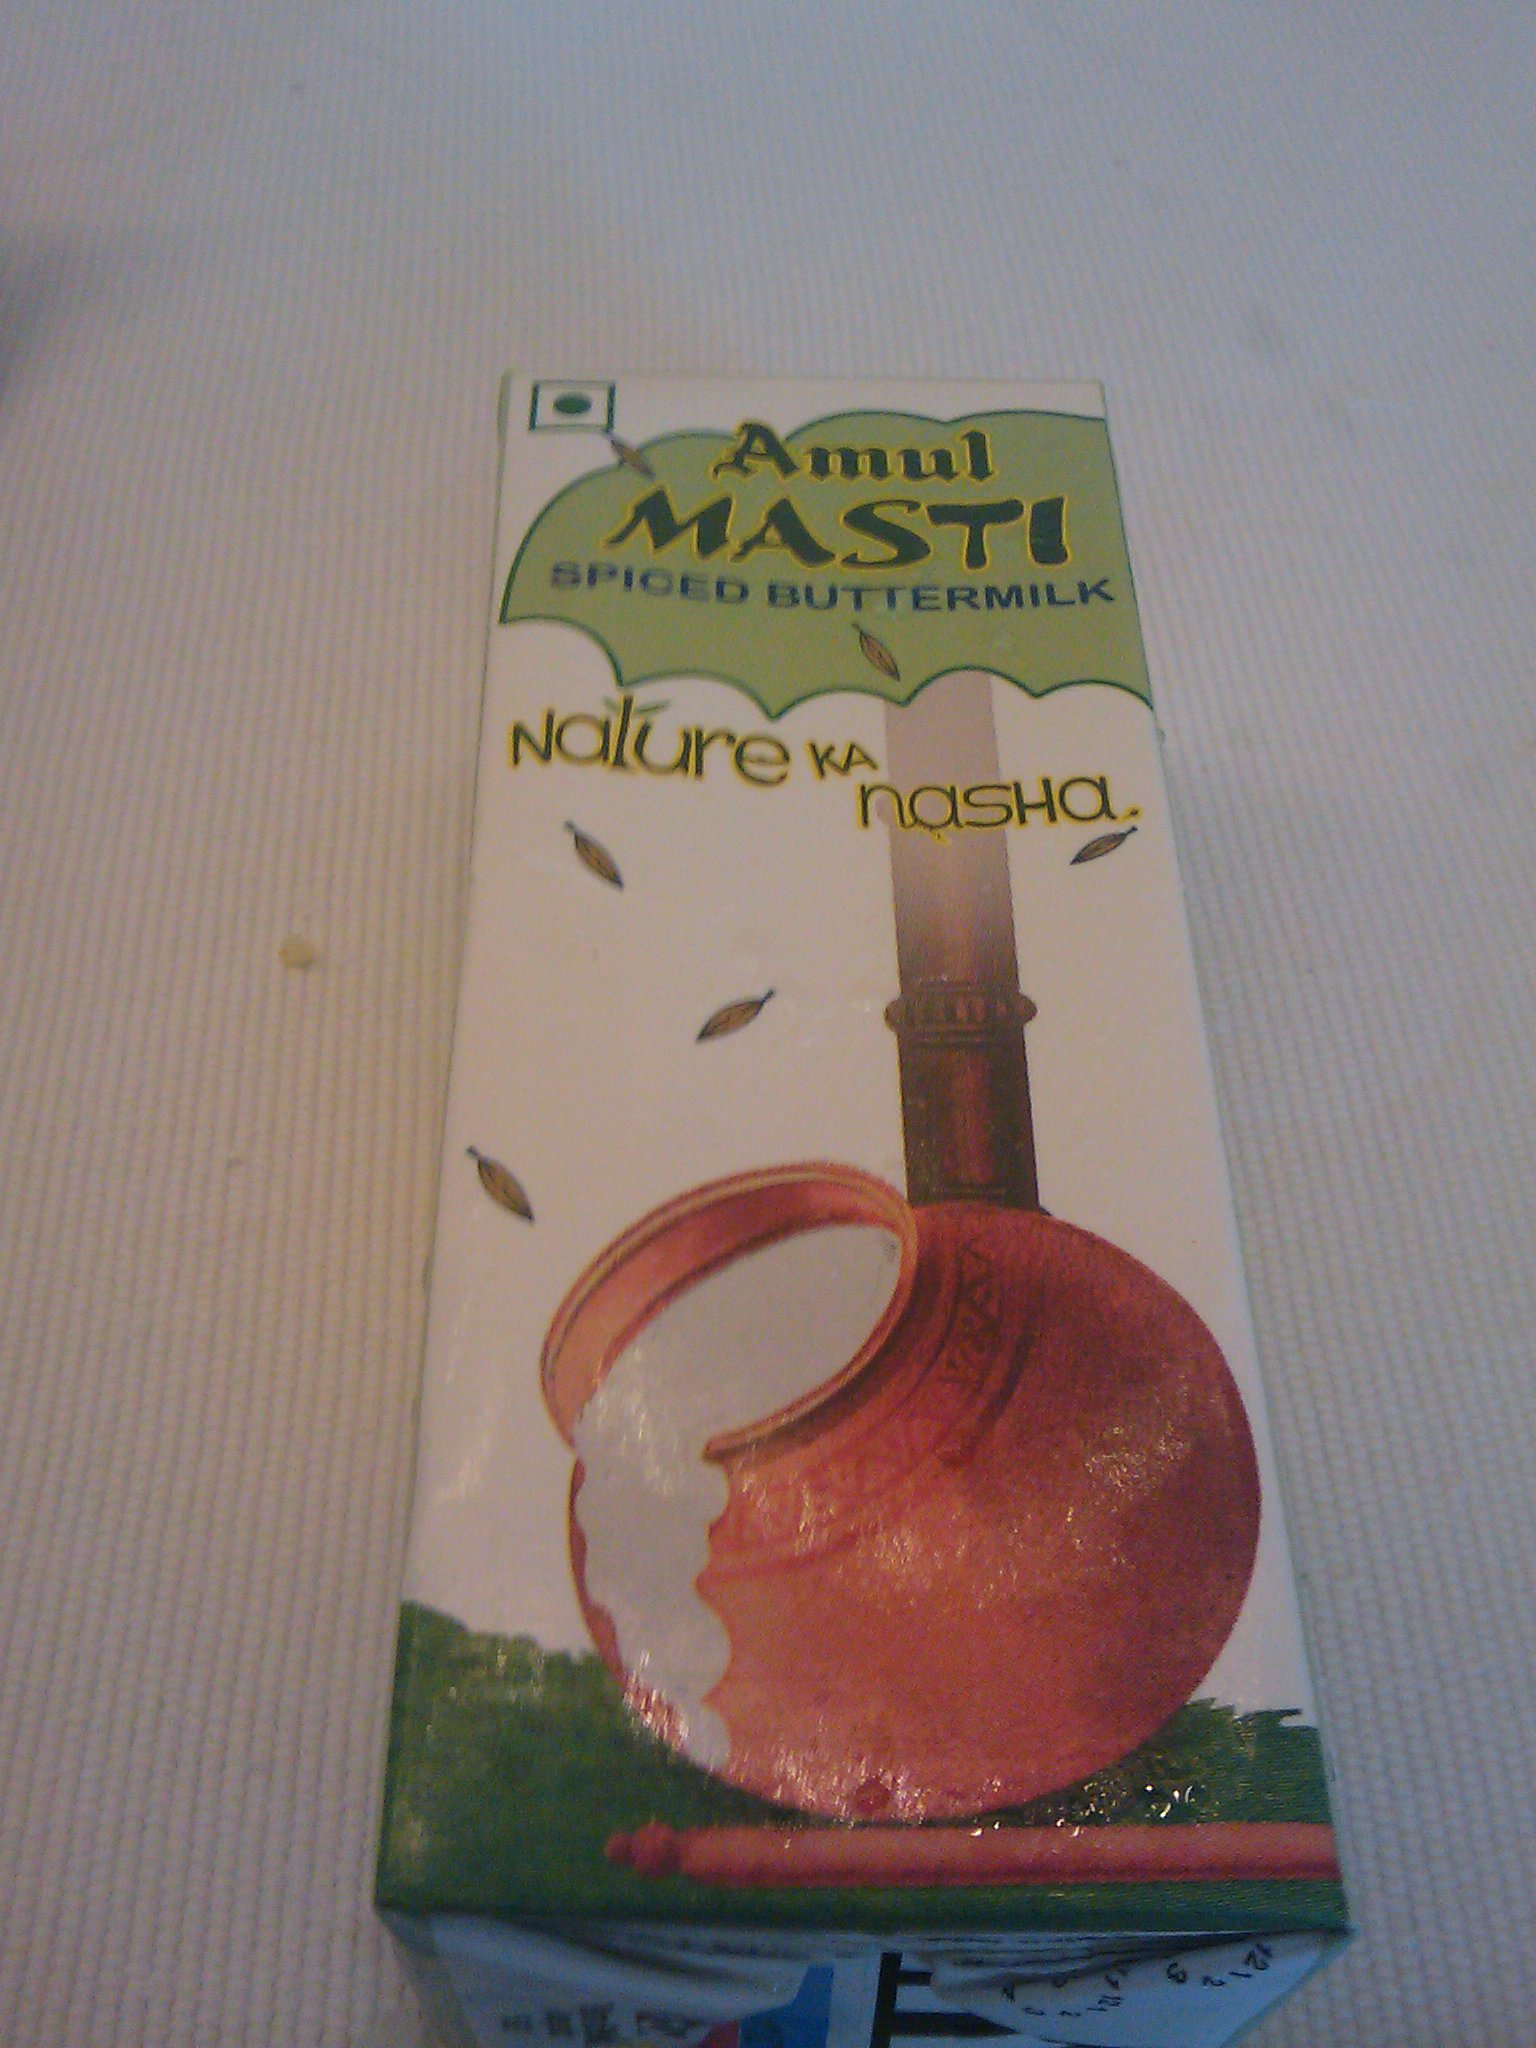 Amul
MASTI
SPICED BUTTERMILK
Nature KA
nasHa.